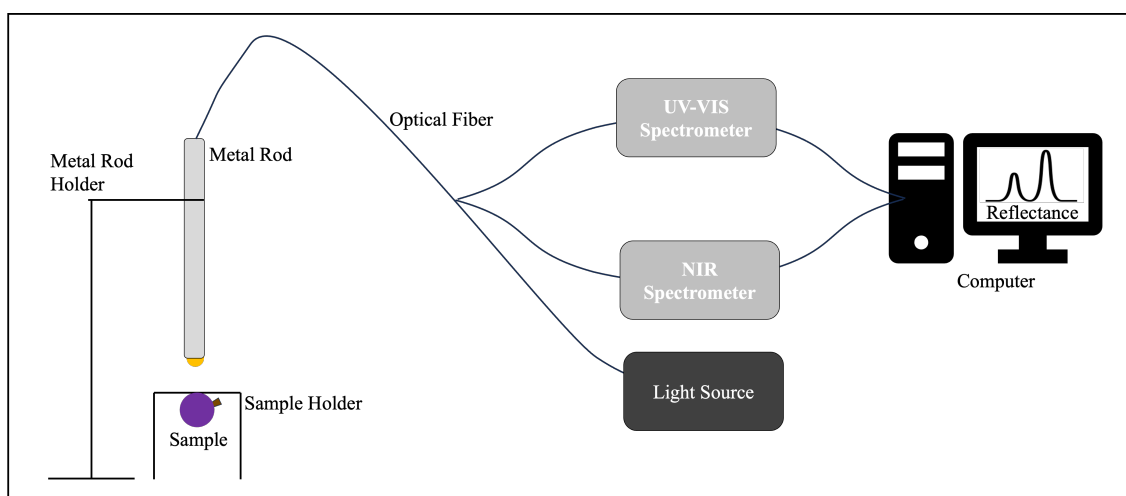 Metal Rod
Holder
Metal Rod
Sample Holder
Sample
Optical Fiber
UV-VIS
Spectrometer
NIR
Spectrometer
Light Source
Reflectance
Computer